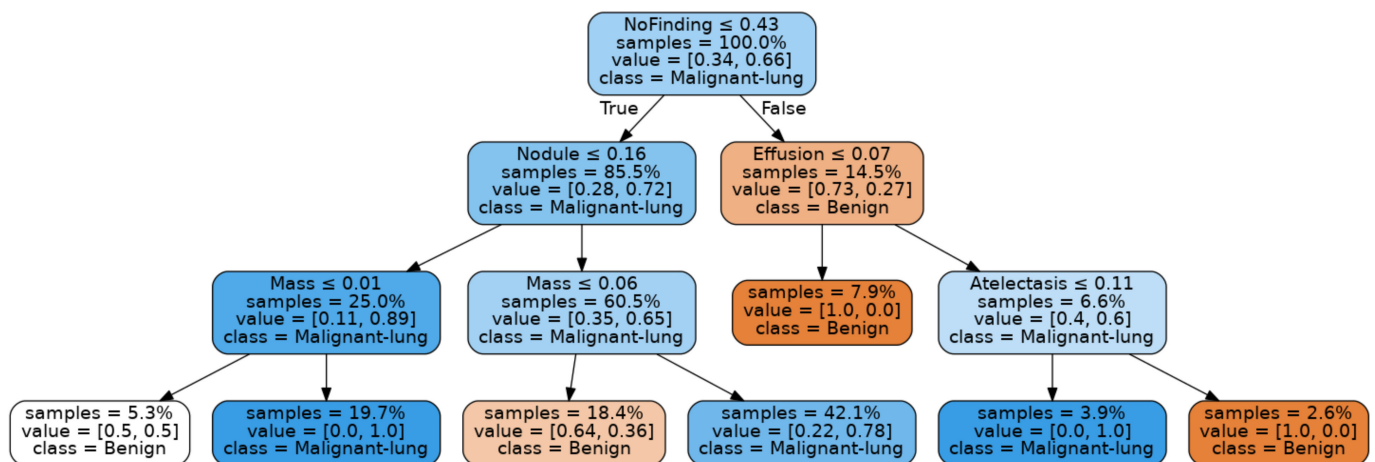 NoFinding ≤ 0.43
samples = 100.0%
value = [0.34, 0.66]
class = Malignant-lung
True
False
Nodule ≤ 0.16
samples = 85.5%
value = [0.28, 0.72]
class = Malignant-lung
Effusion ≤ 0.07
samples = 14.5%
value = [0.73, 0.27]
class = Benign
Mass ≤ 0.01
samples = 25.0%
value = [0.11, 0.89]
class = Malignant-lung
Mass ≤ 0.06
samples = 60.5%
value = [0.35, 0.65]
class = Malignant-lung
samples = 7.9%
value = [1.0, 0.0]
class = Benign
Atelectasis ≤ 0.11
samples = 6.6%
value = [0.4, 0.6]
class = Malignant-lung
samples = 5.3%
value = [0.5, 0.5]
class = Benign
samples = 19.7%
value = [0.0, 1.0]
class = Malignant-lung
samples = 18.4%
value = [0.64, 0.36]
class = Benign
samples = 42.1%
value = [0.22, 0.78]
class = Malignant-lung
samples = 3.9%
value = [0.0, 1.0]
class = Malignant-lung
samples = 2.6%
value = [1.0, 0.0]
class = Benign